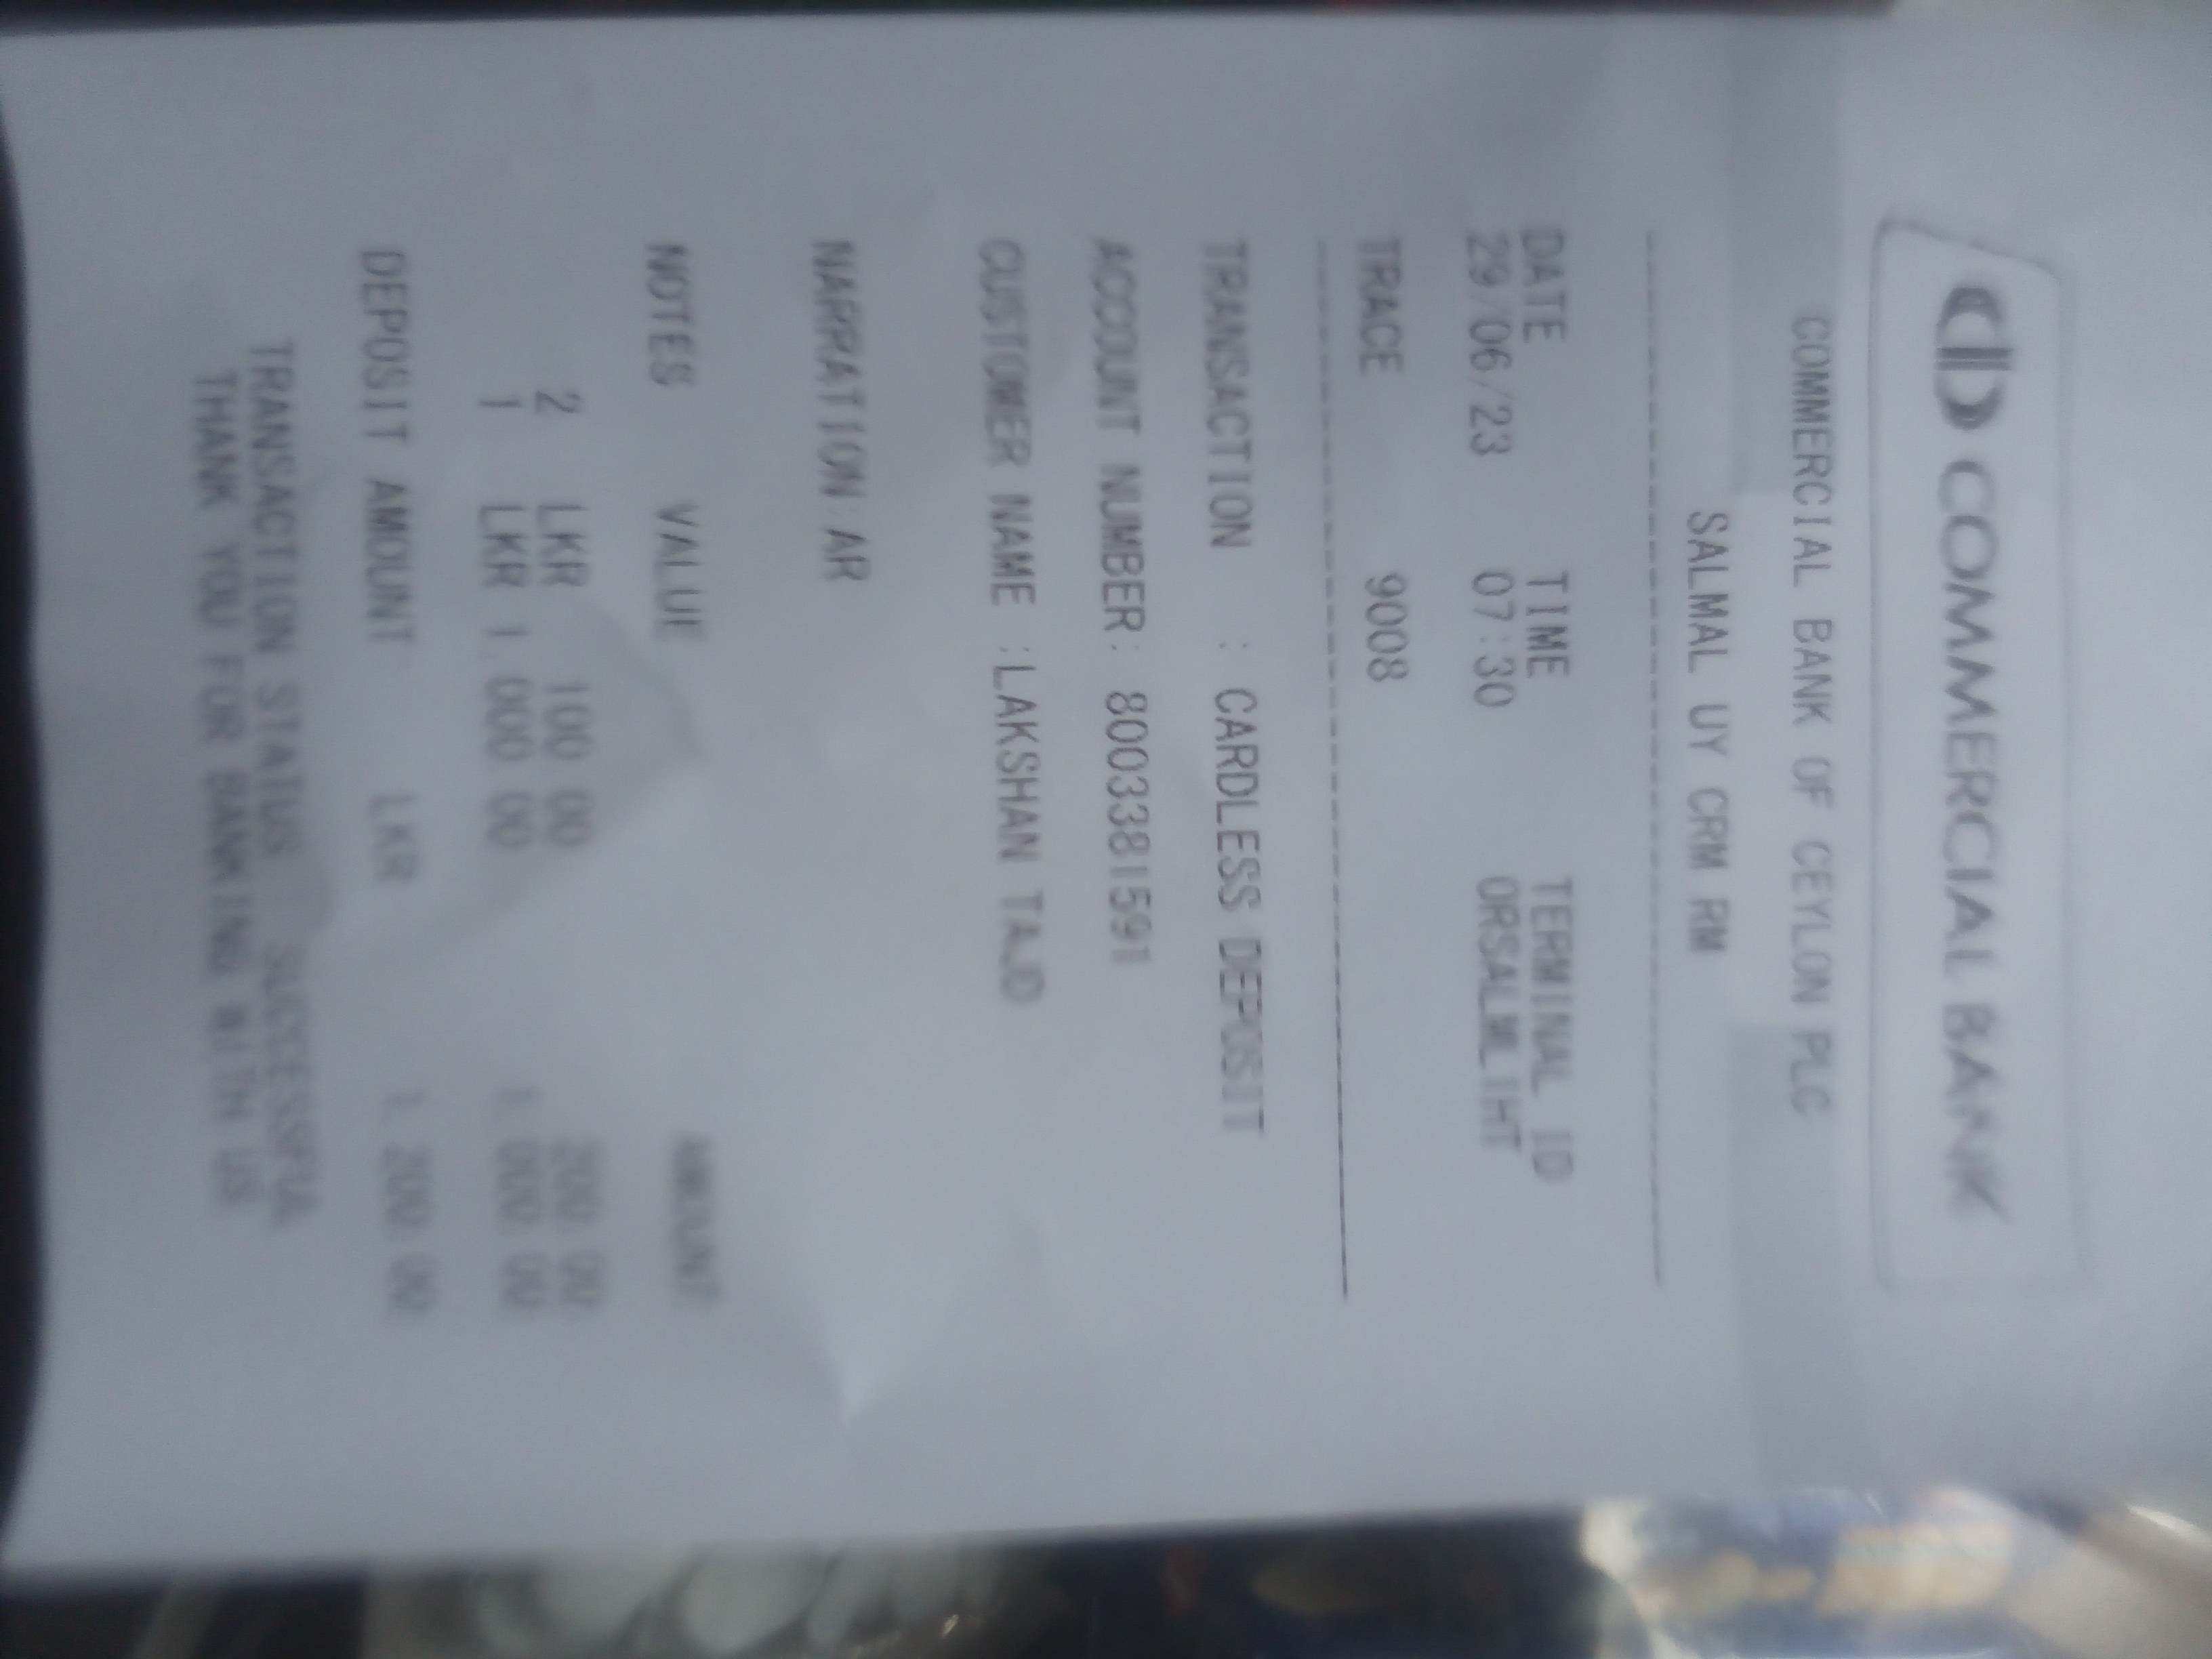 COMMERCIAL BANK
COMMERCIAL BANK OF CEYLON PLC
SALMAL UY CRM RM
DATE TIME TERMINAL ID
29/06/23 07:30 ORSALML1HT
TRACE 9008
TRANSACTION : CARDLESS DEPOSIT
ACCOUNT NUMBER: 8003381591
CUSTOMER NAME :LAKSHAN TAJD
NARRATION:AR
NOTES VALUE AMOUNT
2 LKR 100.00 200.00
1 LKR 1,000.00 1,000.00
DEPOSIT AMOUNT: LKR 1,200.00
TRANSACTION STATUS : SUCCESSFUL
THANK YOU FOR BANKING WITH US